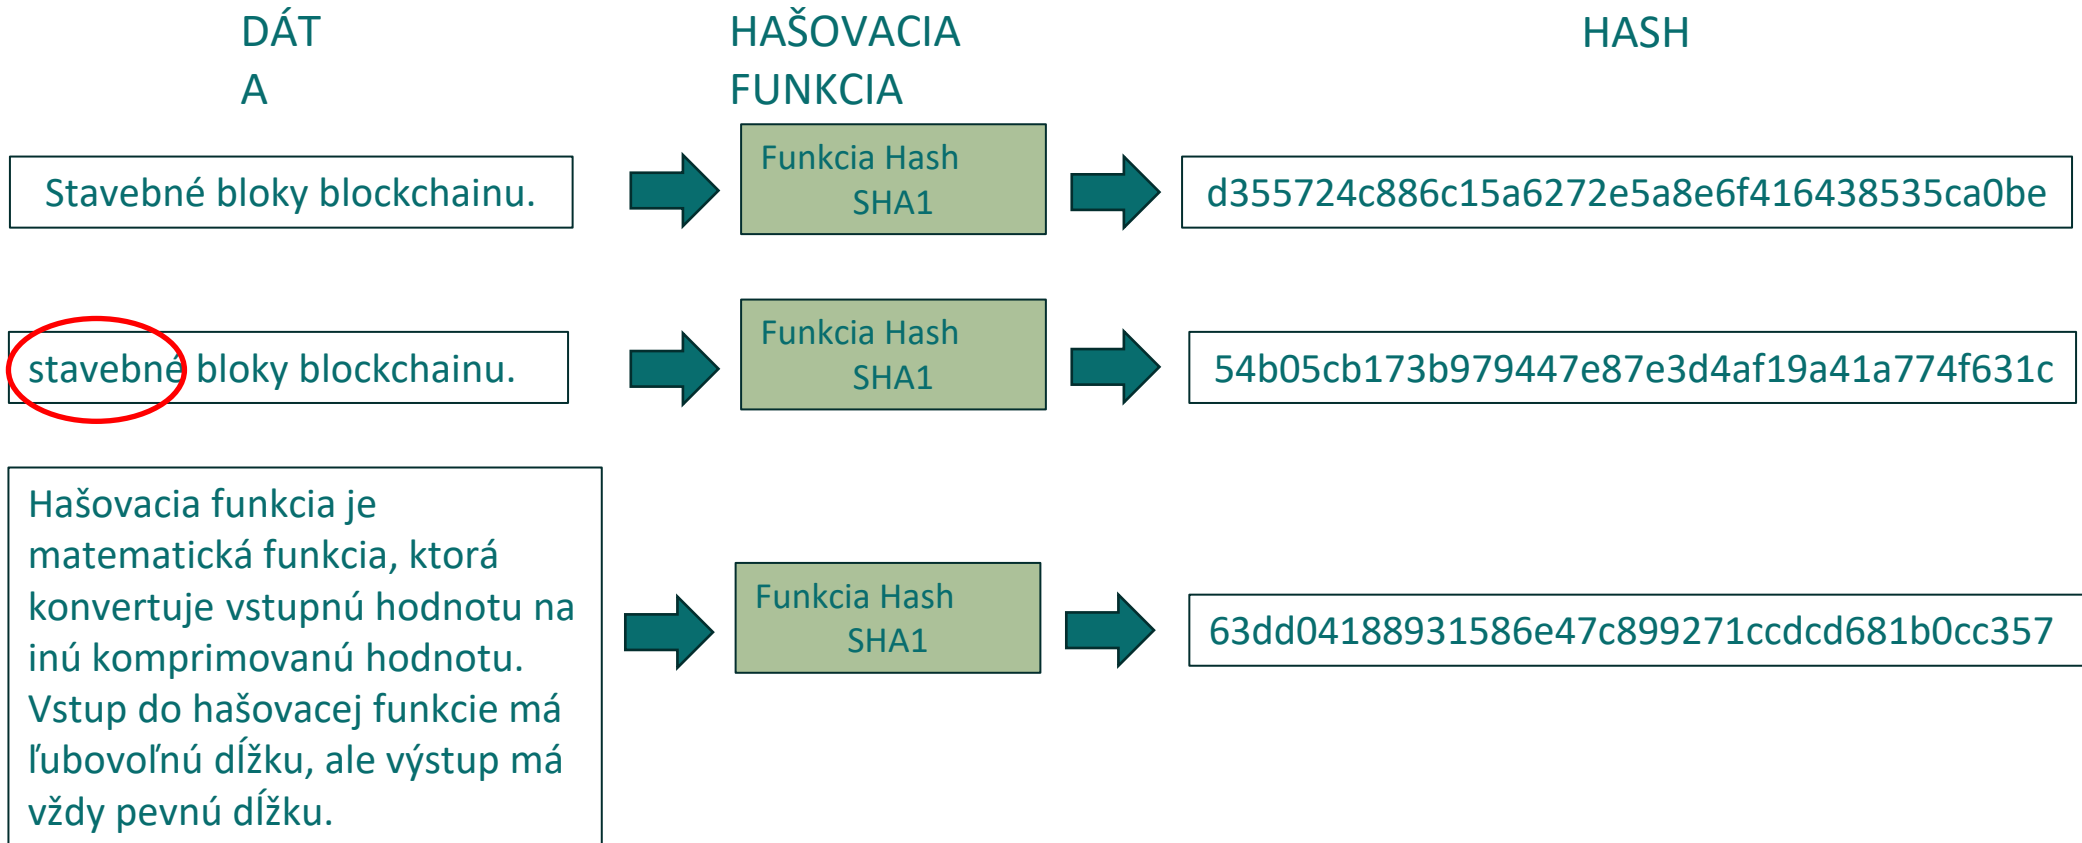 DÁT
A
HAŠOVACIA
FUNKCIA
HASH
Stavebné bloky blockchainu.
Funkcia Hash
SHA1
d355724c886c15a6272e5a8e6f416438535ca0be
stavebné bloky blockchainu.
Funkcia Hash
SHA1
54b05cb173b979447e87e3d4af19a41a774f631c
Hašovacia funkcia je
matematická funkcia, ktorá
konvertuje vstupnú hodnotu na
inú komprimovanú hodnotu.
Vstup do hašovacej funkcie má
ľubovoľnú dĺžku, ale výstup má
vždy pevnú dĺžku.
Funkcia Hash
SHA1
63dd04188931586e47c899271ccdcd681b0cc357